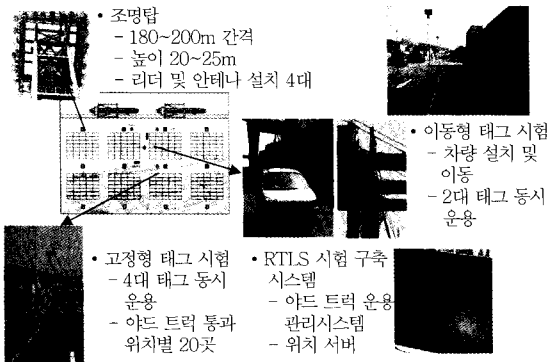 • 조명탑
– 180~200m 간격
– 높이 20~25m
– 리더 및 안테나 설치 4대
• 이동형 태그 시험
– 차량 설치 및
이동
– 2대 태그 동시
운용
• 고정형 태그 시험
– 4대 태그 동시
운용
– 야드 트럭 통과
위치별 20곳
• RTLS 시험 구축
시스템
– 야드 트럭 운용
관리시스템
– 위치 서버